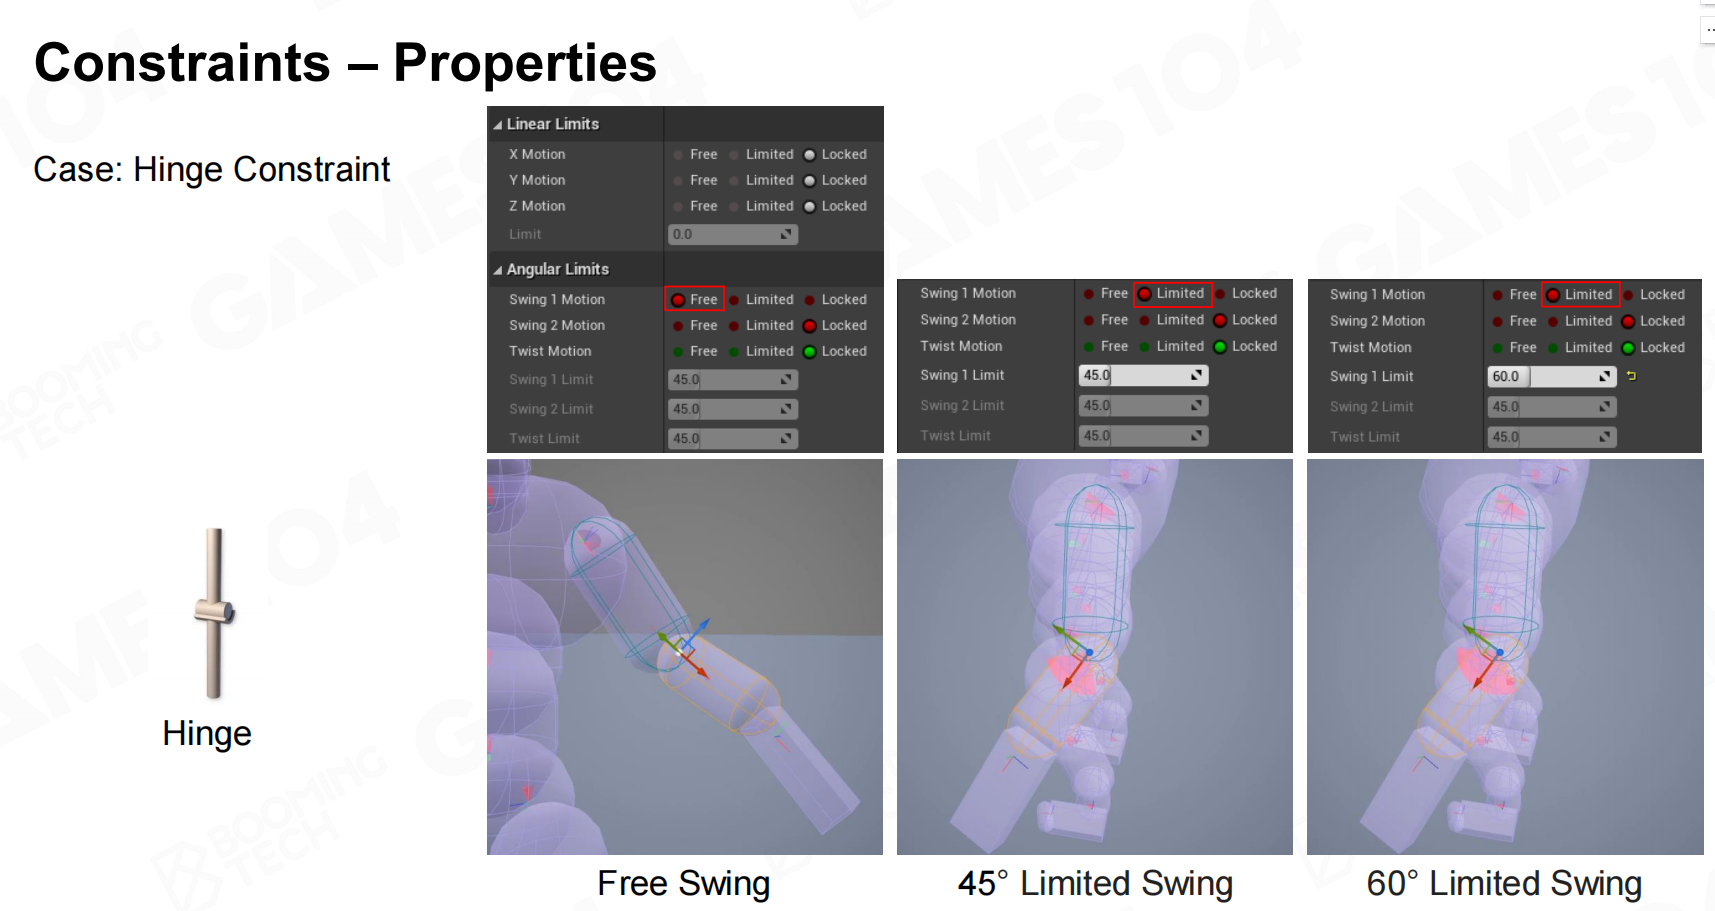 Constraints – Properties
Case: Hinge Constraint
Linear Limits
X Motion Free Limited Locked
Y Motion Free Limited Locked
Z Motion Free Limited Locked
Limit 0.0
Angular Limits
Swing 1 Motion Free Limited Locked
Swing 2 Motion Free Limited Locked
Twist Motion Free Limited Locked
Swing 1 Limit 45.0
Swing 2 Limit 45.0
Twist Limit 45.0
Swing 1 Motion Free Limited Locked
Swing 2 Motion Free Limited Locked
Twist Motion Free Limited Locked
Swing 1 Limit 45.0
Swing 2 Limit 45.0
Twist Limit 45.0
Swing 1 Motion Free Limited Locked
Swing 2 Motion Free Limited Locked
Twist Motion Free Limited Locked
Swing 1 Limit 60.0
Swing 2 Limit 45.0
Twist Limit 45.0
Hinge
Free Swing
45° Limited Swing
60° Limited Swing
GAMES104
BOOMING
TECH